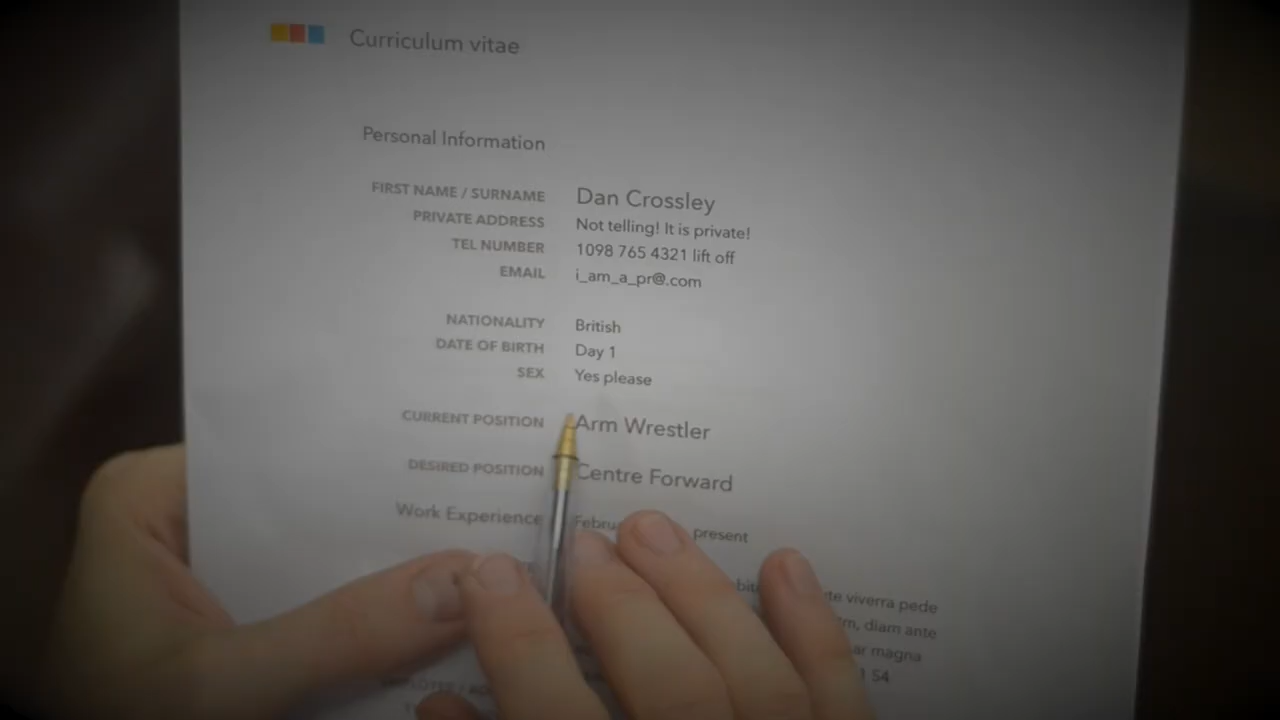 Curriculum vitae
Personal Information
FIRST NAME / SURNAME Dan Crossley
PRIVATE ADDRESS Not telling! It is private!
TEL NUMBER 1098 765 4321 lift off
EMAIL i_am_a_pr@.com
NATIONALITY British
DATE OF BIRTH Day 1
SEX Yes please
CURRENT POSITION Arm Wrestler
DESIRED POSITION Centre Forward
Work Experience present
viverra pede
diam ante
magna
S4